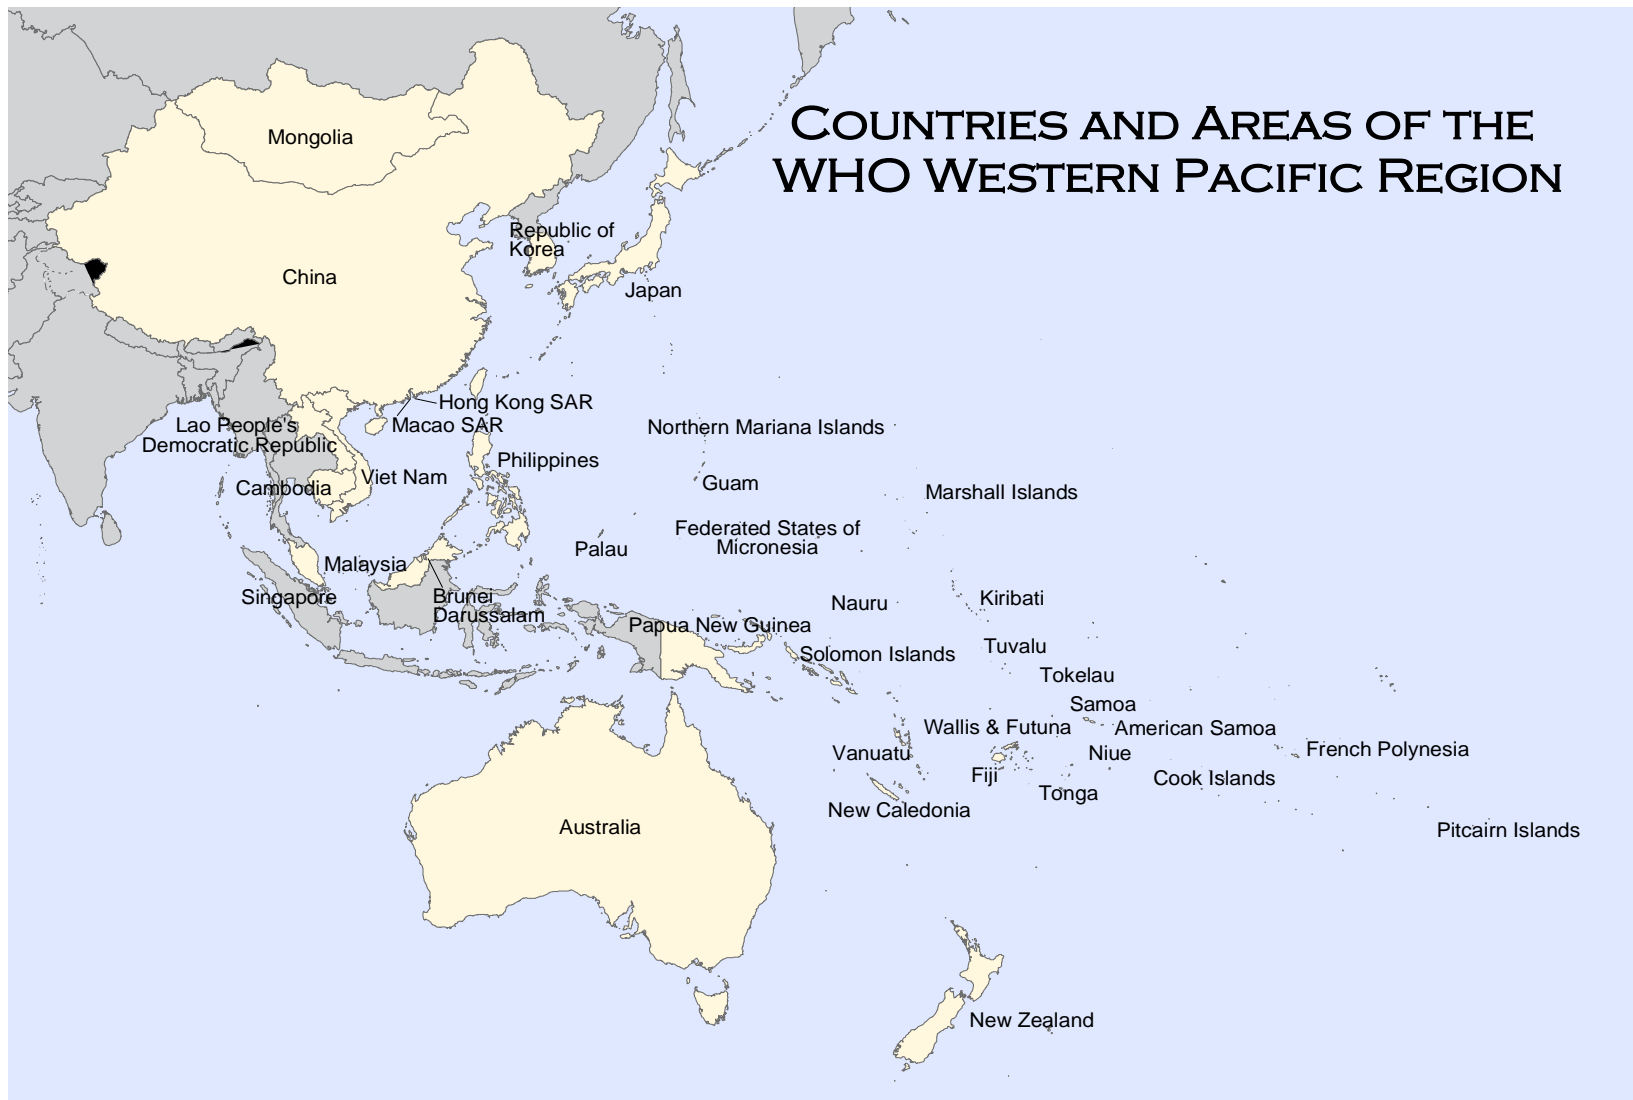 Countries and Areas of the
WHO Western Pacific Region
Mongolia
Republic of
Korea
China
Japan
Hong Kong SAR
Macao SAR
Lao People's
Democratic Republic
Northern Mariana Islands
Philippines
Viet Nam
Cambodia
Guam
Marshall Islands
Federated States of
Micronesia
Palau
Malaysia
Singapore
Brunei
Darussalam
Nauru
Kiribati
Papua New Guinea
Solomon Islands
Tuvalu
Tokelau
Samoa
Wallis & Futuna
American Samoa
Vanuatu
Niue
French Polynesia
Fiji
Cook Islands
Tonga
New Caledonia
Australia
Pitcairn Islands
New Zealand